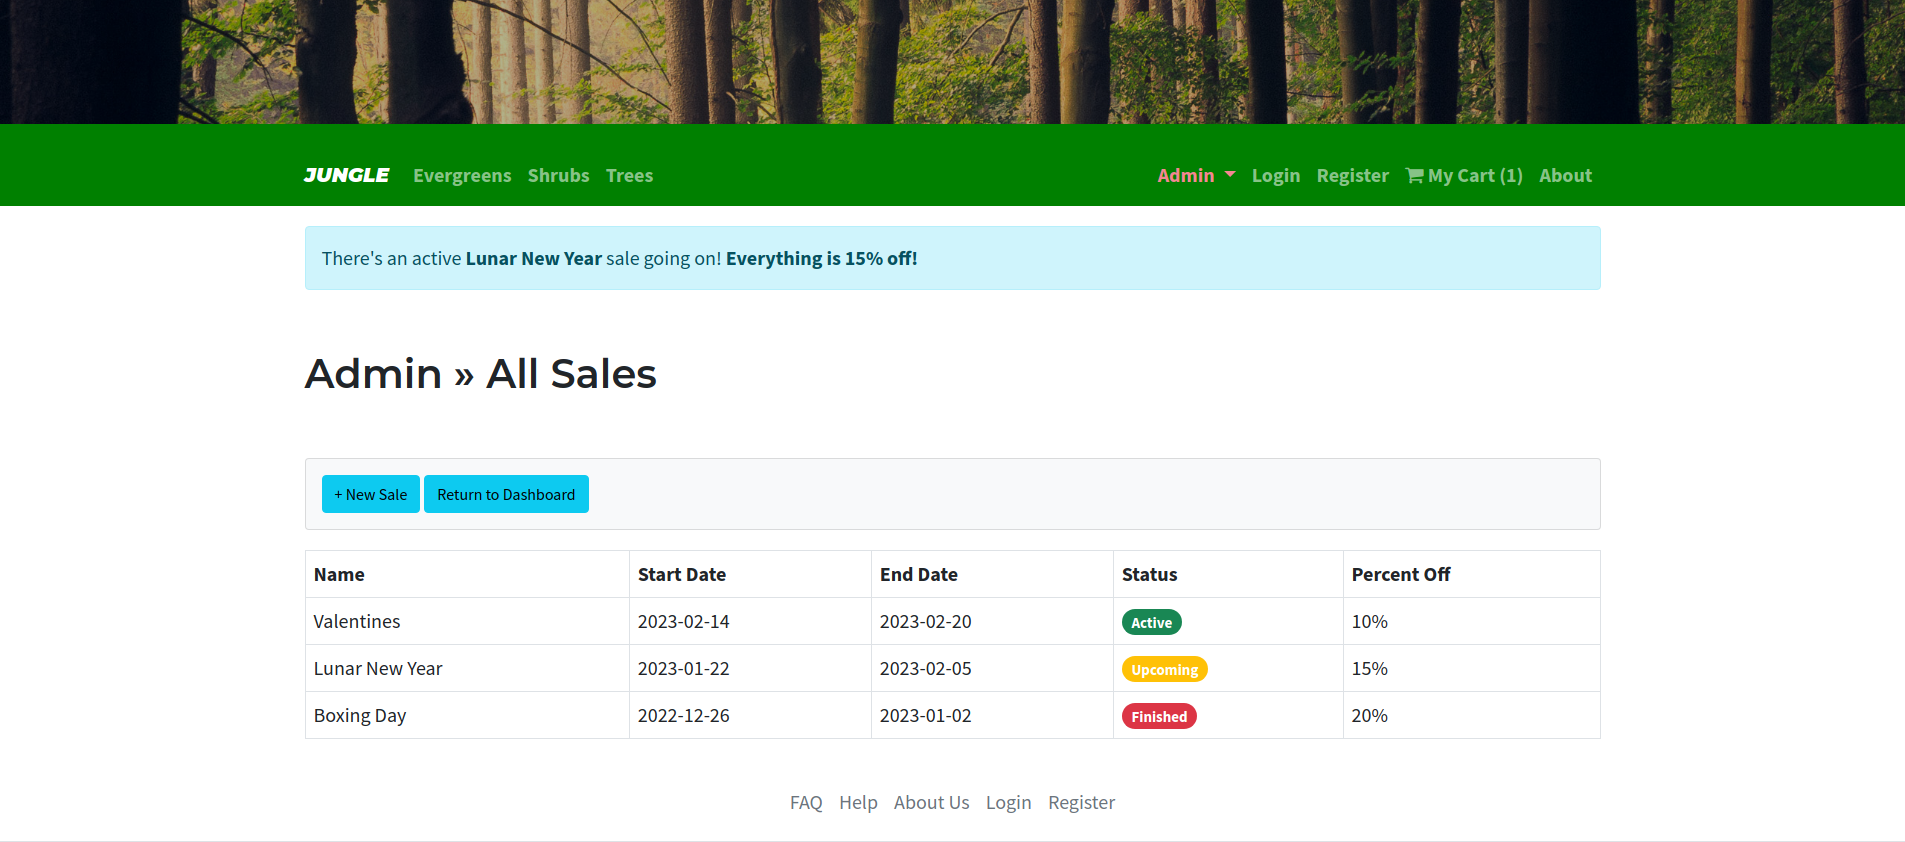 JUNGLE Evergreens Shrubs Trees Admin Login Register My Cart (1) About
There's an active Lunar New Year sale going on! Everything is 15% off!
Admin » All Sales
+ New Sale Return to Dashboard
Name Start Date End Date Status Percent Off
Valentines 2023-02-14 2023-02-20 Active 10%
Lunar New Year 2023-01-22 2023-02-05 Upcoming 15%
Boxing Day 2022-12-26 2023-01-02 Finished 20%
FAQ Help About Us Login Register